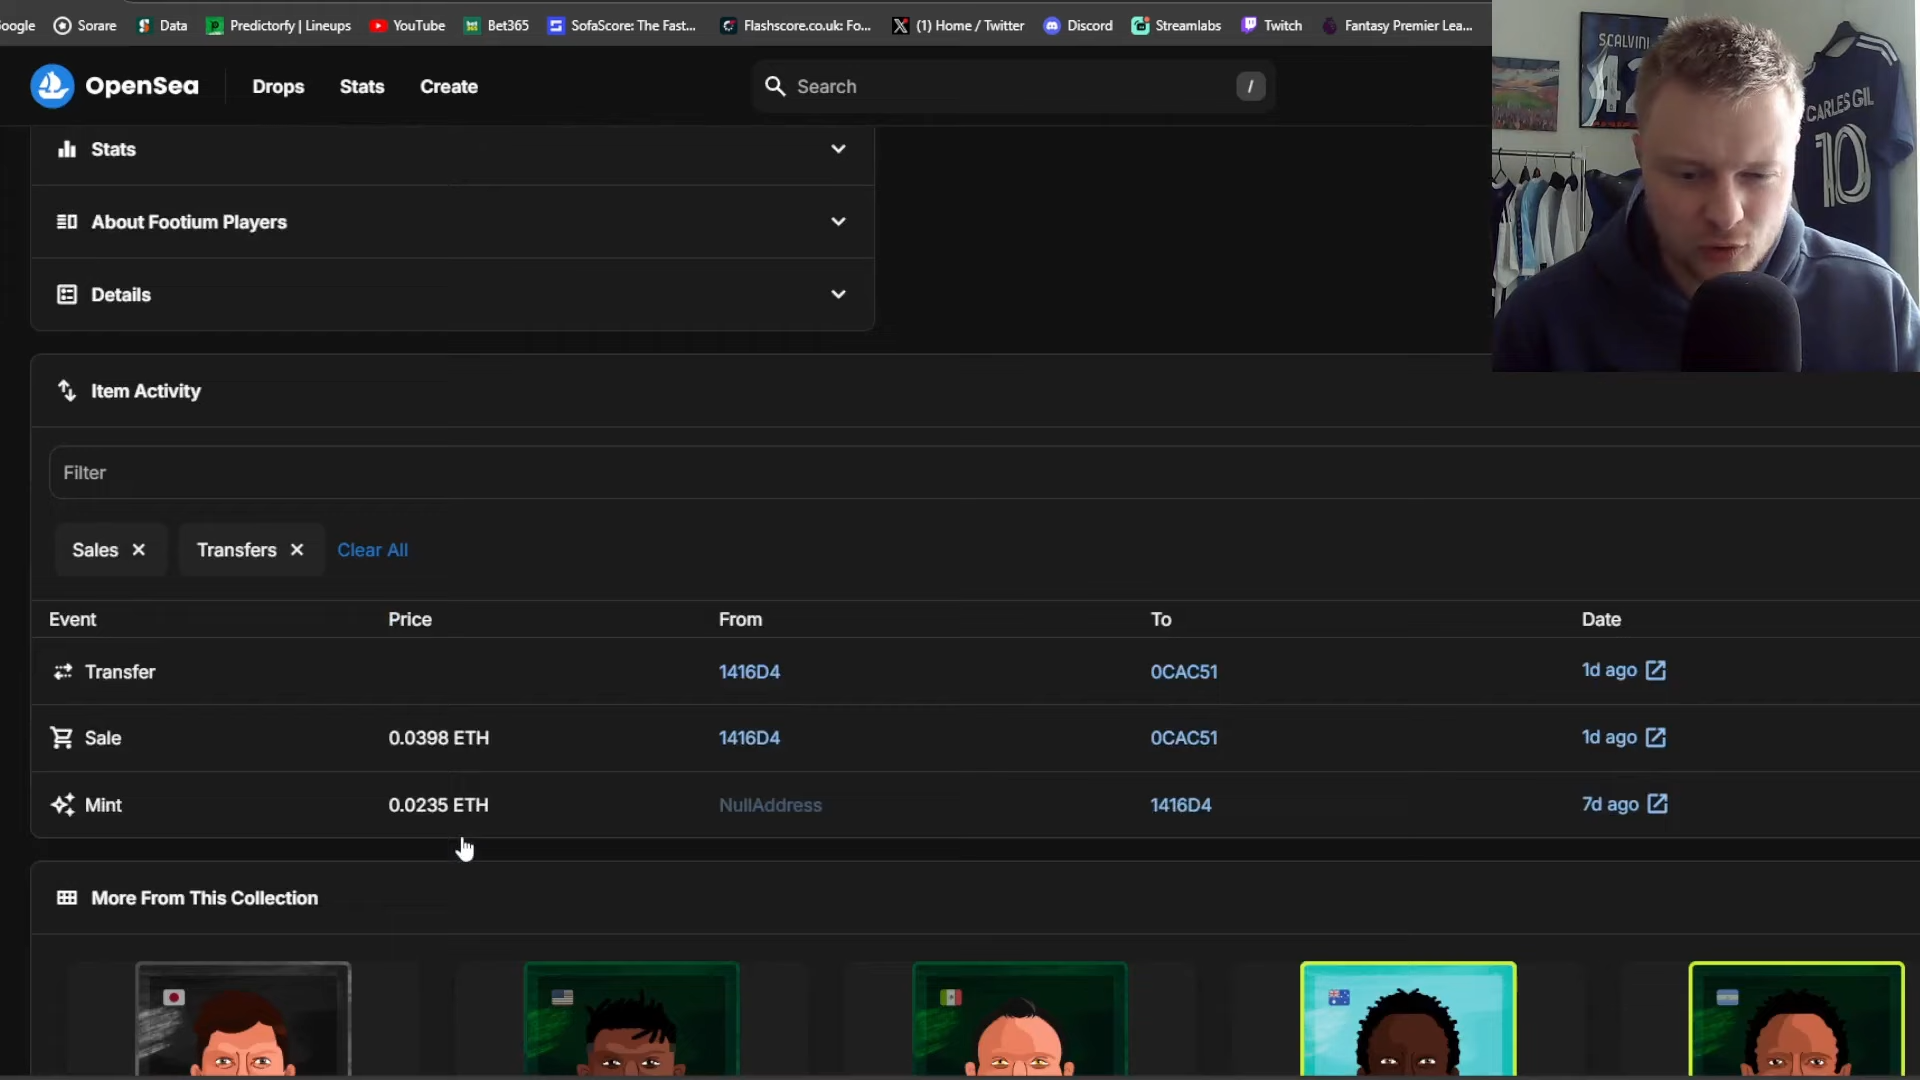 oogle Sorare Data Predictorfy | Lineups YouTube Bet365 SofaScore: The Fast... Flashscore.co.uk: Fo... (1) Home / Twitter Discord Streamlabs Twitch Fantasy Premier Lea...
OpenSea Drops Stats Create Search /
SCALVINI
42
CARLES GIL
10
Stats
About Footium Players
Details
Item Activity
Filter
Sales Transfers Clear All
Event Price From To Date
Transfer 1416D4 0CAC51 1d ago
Sale 0.0398 ETH 1416D4 0CAC51 1d ago
Mint 0.0235 ETH NullAddress 1416D4 7d ago
More From This Collection